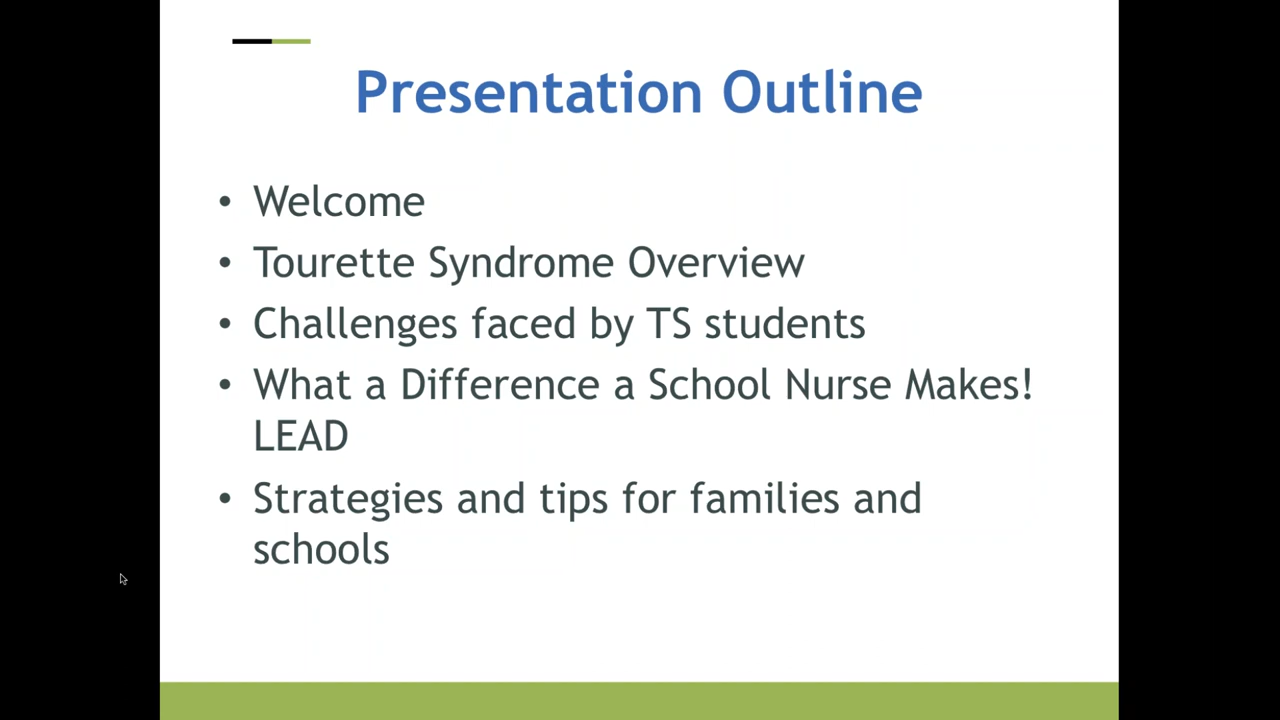 Presentation Outline
• Welcome
• Tourette Syndrome Overview
• Challenges faced by TS students
• What a Difference a School Nurse Makes!
LEAD
• Strategies and tips for families and
schools